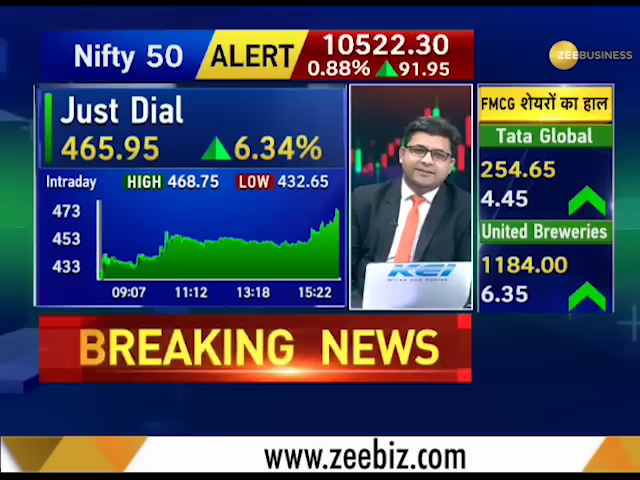 Nifty 50
ALERT
10522.30
0.88% 91.95
ZEE BUSINESS
Just Dial
465.95 6.34%
Intraday HIGH 468.75 LOW 432.65
473
453
433
09:07 11:12 13:18 15:22
KEI
FMCG शेयरों का हाल
Tata Global
254.65
4.45
United Breweries
1184.00
6.35
BREAKING NEWS
www.zeebiz.com